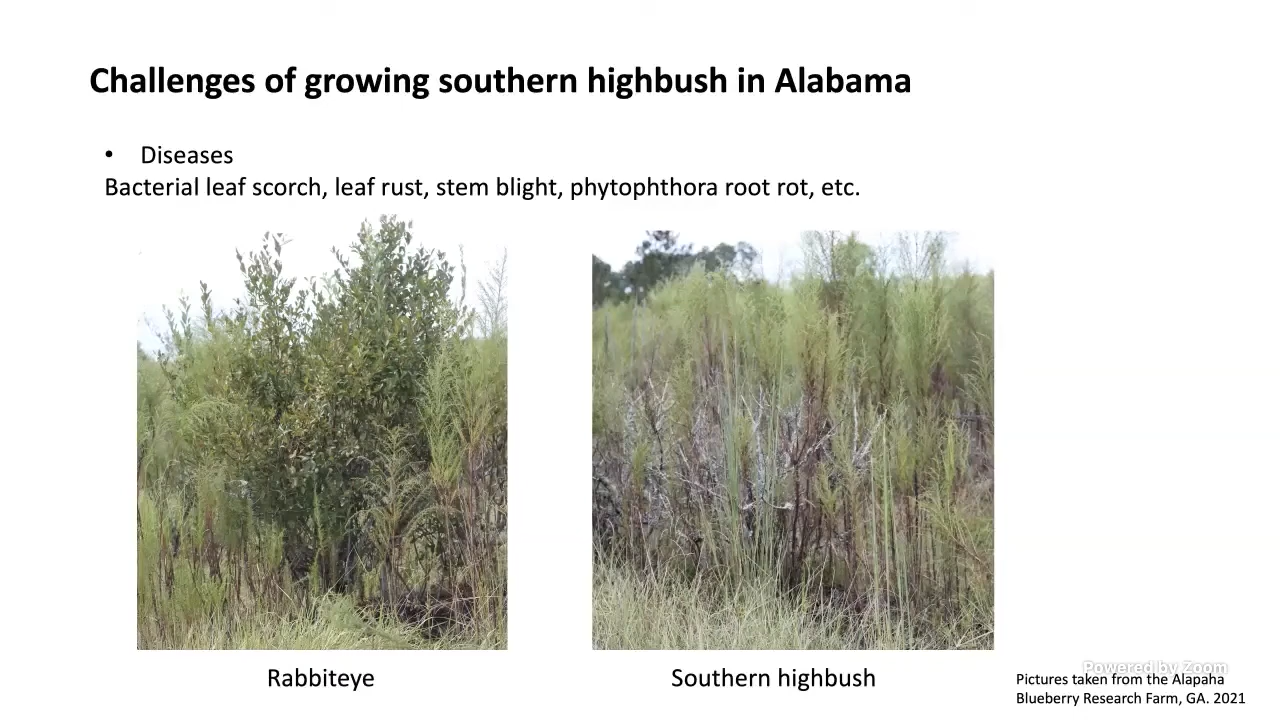 Challenges of growing southern highbush in Alabama
• Diseases
Bacterial leaf scorch, leaf rust, stem blight, phytophthora root rot, etc.
Rabbiteye
Southern highbush
Powered by Zoom
Pictures taken from the Alapaha
Blueberry Research Farm, GA. 2021